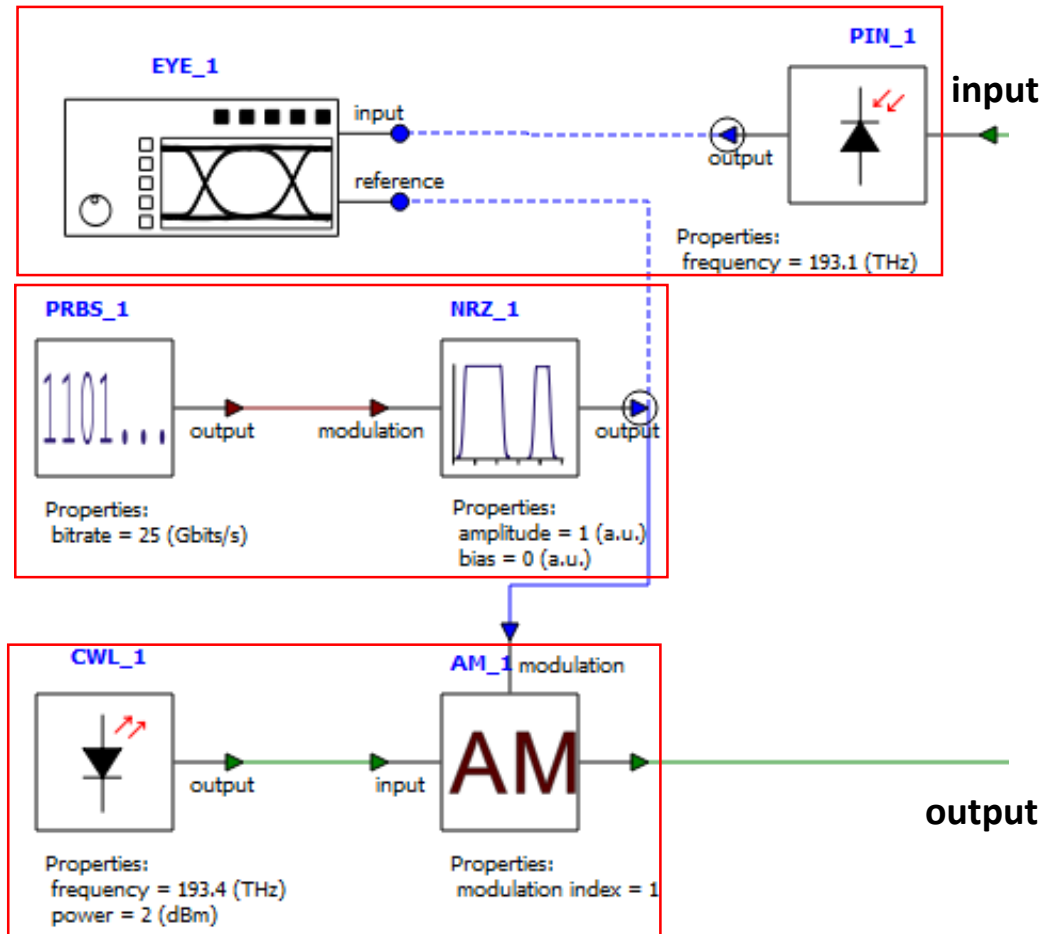 PIN_1
EYE_1
input
input
output
reference
Properties:
frequency = 193.1 (THz)
PRBS_1
NRZ_1
1101...
output
modulation
output
Properties:
bitrate = 25 (Gbits/s)
Properties:
amplitude = 1 (a.u.)
bias = 0 (a.u.)
CWL_1
AM_1
modulation
AM
output
input
output
Properties:
frequency = 193.4 (THz)
power = 2 (dBm)
Properties:
modulation index = 1